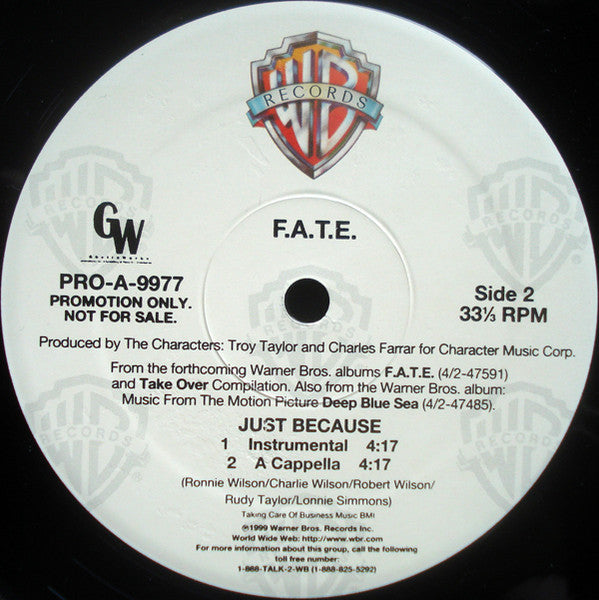 WB
RECORDS
GW
F.A.T.E.
PRO-A-9977
PROMOTION ONLY.
NOT FOR SALE.
Side 2
33⅓ RPM
Produced by The Characters: Troy Taylor and Charles Farrar for Character Music Corp.
From the forthcoming Warner Bros. albums F.A.T.E. (4/2-47591)
and Take Over Compilation. Also from the Warner Bros. album:
Music From The Motion Picture Deep Blue Sea (4/2-47485).
JUST BECAUSE
1 Instrumental 4:17
2 A Cappella 4:17
(Ronnie Wilson/Charlie Wilson/Robert Wilson/
Rudy Taylor/Lonnie Simmons)
Taking Care Of Business Music BMI
℗1999 Warner Bros. Records Inc.
World Wide Web: http://www.wbr.com
For more information about this group, call the following
toll free number:
1-888-TALK-2-WB (1-888-825-5292)